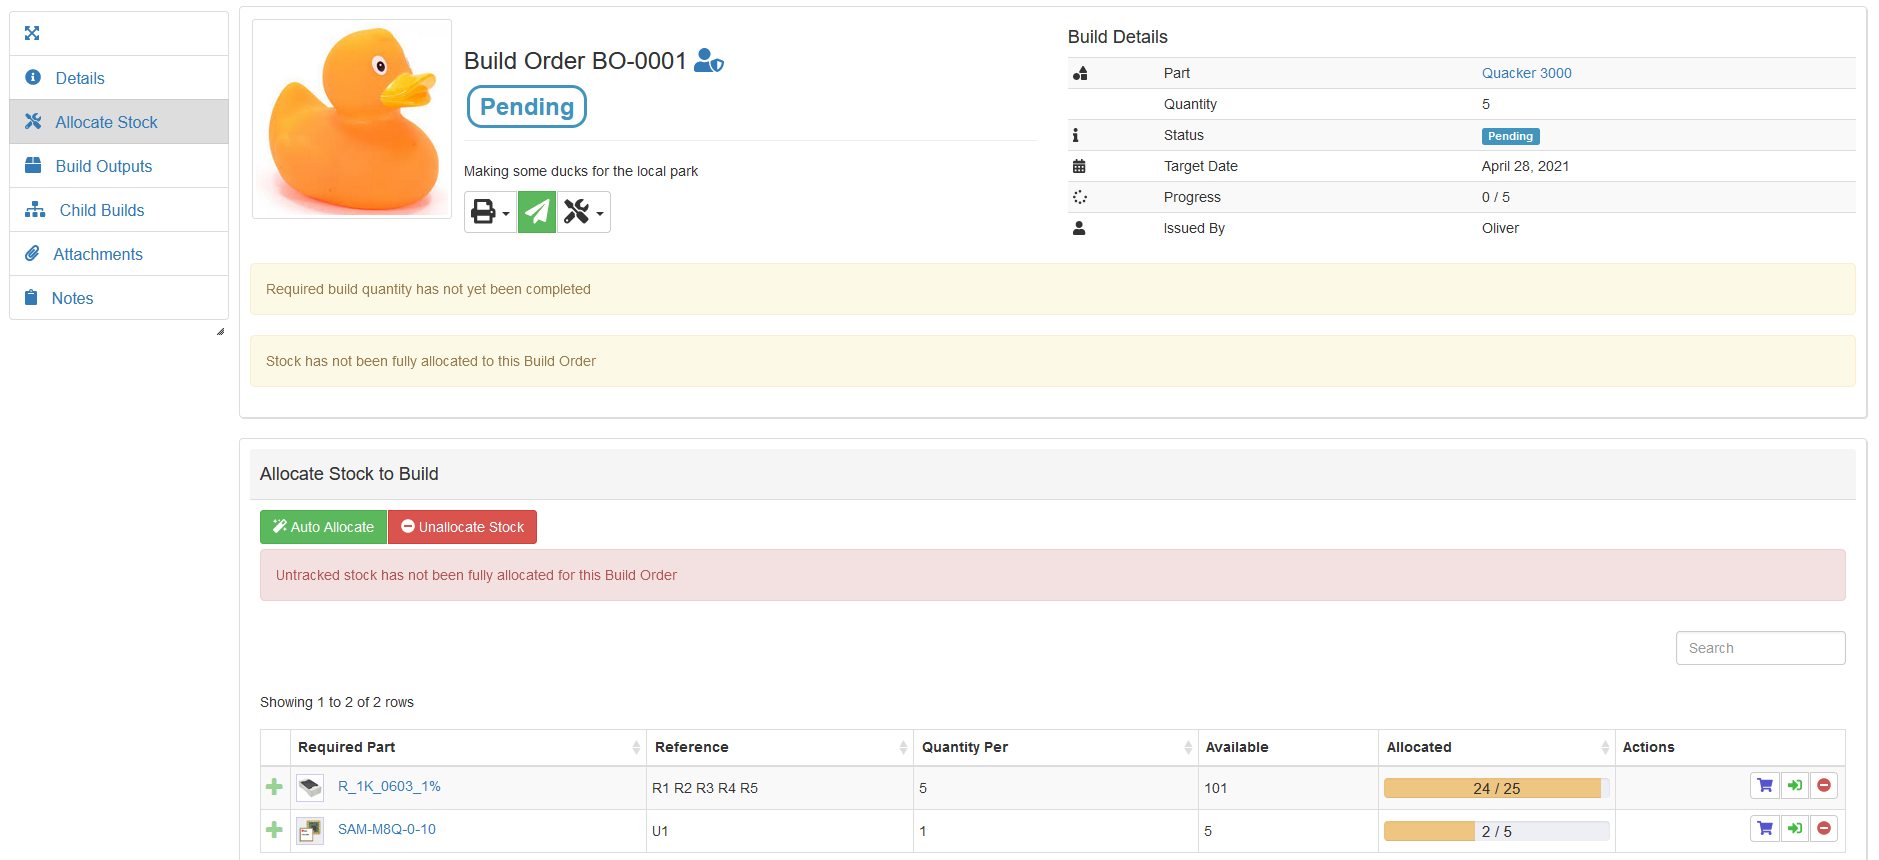 Details
Allocate Stock
Build Outputs
Child Builds
Attachments
Notes
Build Order BO-0001
Pending
Making some ducks for the local park
Build Details
Part Quacker 3000
Quantity 5
Status Pending
Target Date April 28, 2021
Progress 0 / 5
Issued By Oliver
Required build quantity has not yet been completed
Stock has not been fully allocated to this Build Order
Allocate Stock to Build
Auto Allocate Unallocate Stock
Untracked stock has not been fully allocated for this Build Order
Search
Showing 1 to 2 of 2 rows
Required Part Reference Quantity Per Available Allocated Actions
R_1K_0603_1% R1 R2 R3 R4 R5 5 101 24 / 25
SAM-M8Q-0-10 U1 1 5 2 / 5